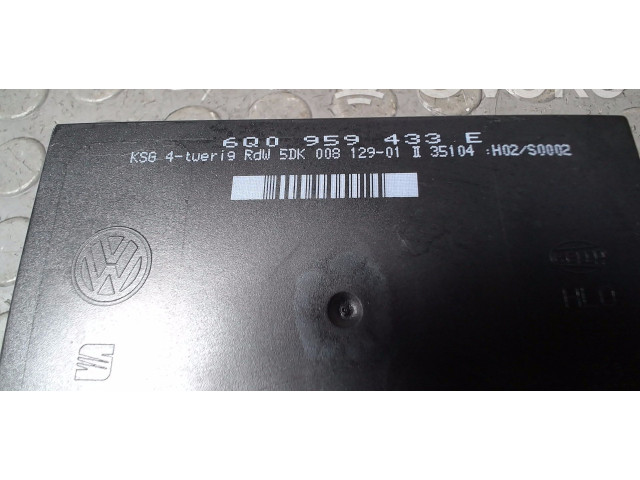 6Q0 959 433 E
KSG 4-tuerig RdW 5DK 008 129-01 II 35104 :H02/S0002